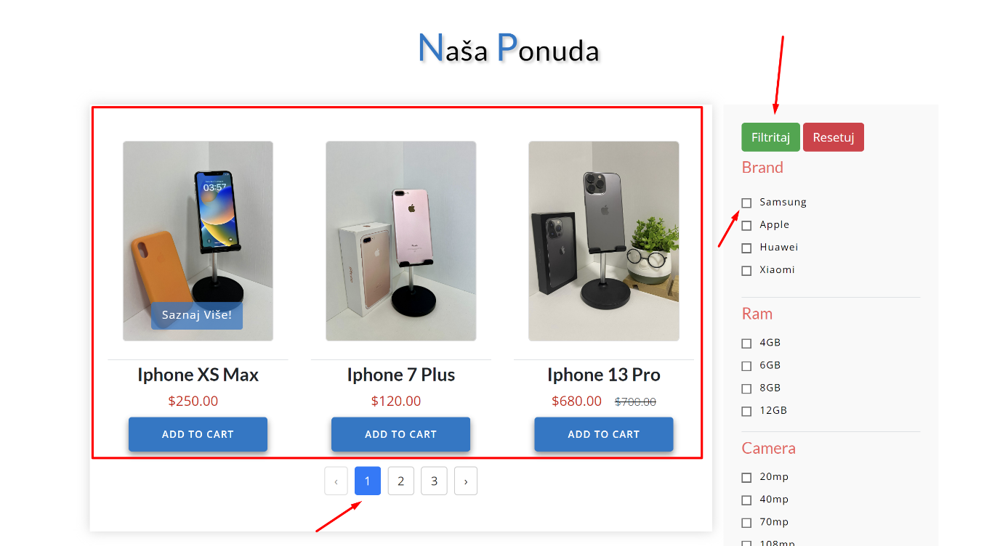 Naša Ponuda
Saznaj Više!
03:57
Iphone XS Max
$250.00
ADD TO CART
Iphone 7 Plus
$120.00
ADD TO CART
Iphone 13 Pro
$680.00 $700.00
ADD TO CART
‹ 1 2 3 ›
Filtritaj Resetuj
Brand
Samsung
Apple
Huawei
Xiaomi
Ram
4GB
6GB
8GB
12GB
Camera
20mp
40mp
70mp
108mp